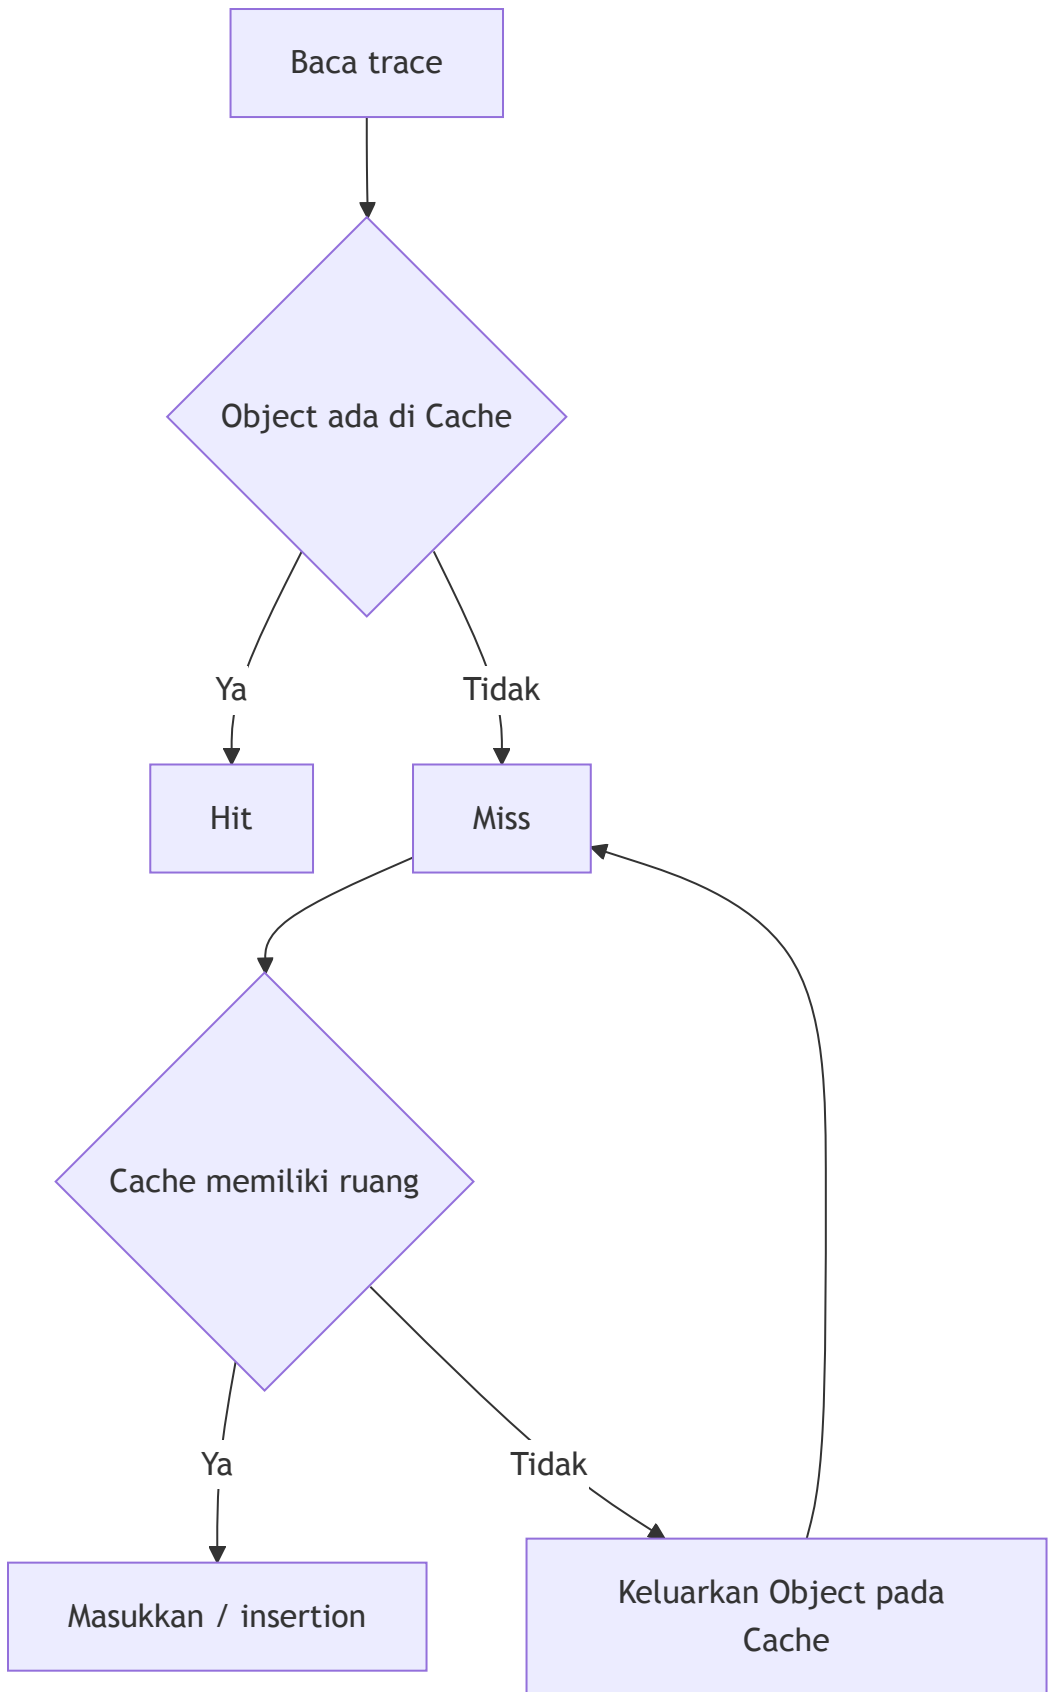 Baca trace
Object ada di Cache
Ya
Tidak
Hit
Miss
Cache memiliki ruang
Ya
Tidak
Masukkan / insertion
Keluarkan Object pada
Cache